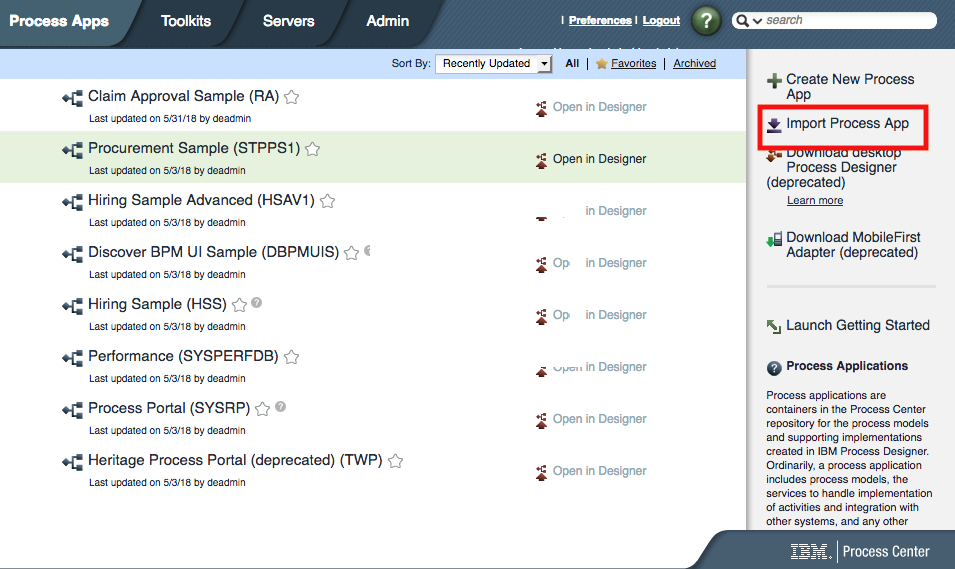 Process Apps Toolkits Servers Admin | Preferences | Logout ? search
Sort By: Recently Updated All | Favorites | Archived
Claim Approval Sample (RA)
Last updated on 5/31/18 by deadmin
Open in Designer
Procurement Sample (STPPS1)
Last updated on 5/3/18 by deadmin
Open in Designer
Hiring Sample Advanced (HSAV1)
Last updated on 5/3/18 by deadmin
in Designer
Discover BPM UI Sample (DBPMUIS)
Last updated on 5/3/18 by deadmin
Op in Designer
Hiring Sample (HSS) ?
Last updated on 5/3/18 by deadmin
Op in Designer
Performance (SYSPERFDB)
Last updated on 5/3/18 by deadmin
in Designer
Process Portal (SYSRP) ?
Last updated on 5/3/18 by deadmin
Open in Designer
Heritage Process Portal (deprecated) (TWP)
Last updated on 5/3/18 by deadmin
Open in Designer
Create New Process
App
Import Process App
Download desktop
Process Designer
(deprecated)
Learn more
Download MobileFirst
Adapter (deprecated)
Launch Getting Started
? Process Applications
Process applications are
containers in the Process Center
repository for the process models
and supporting implementations
created in IBM Process Designer.
Ordinarily, a process application
includes process models, the
services to handle implementation
of activities and integration with
other systems, and any other
IBM. | Process Center